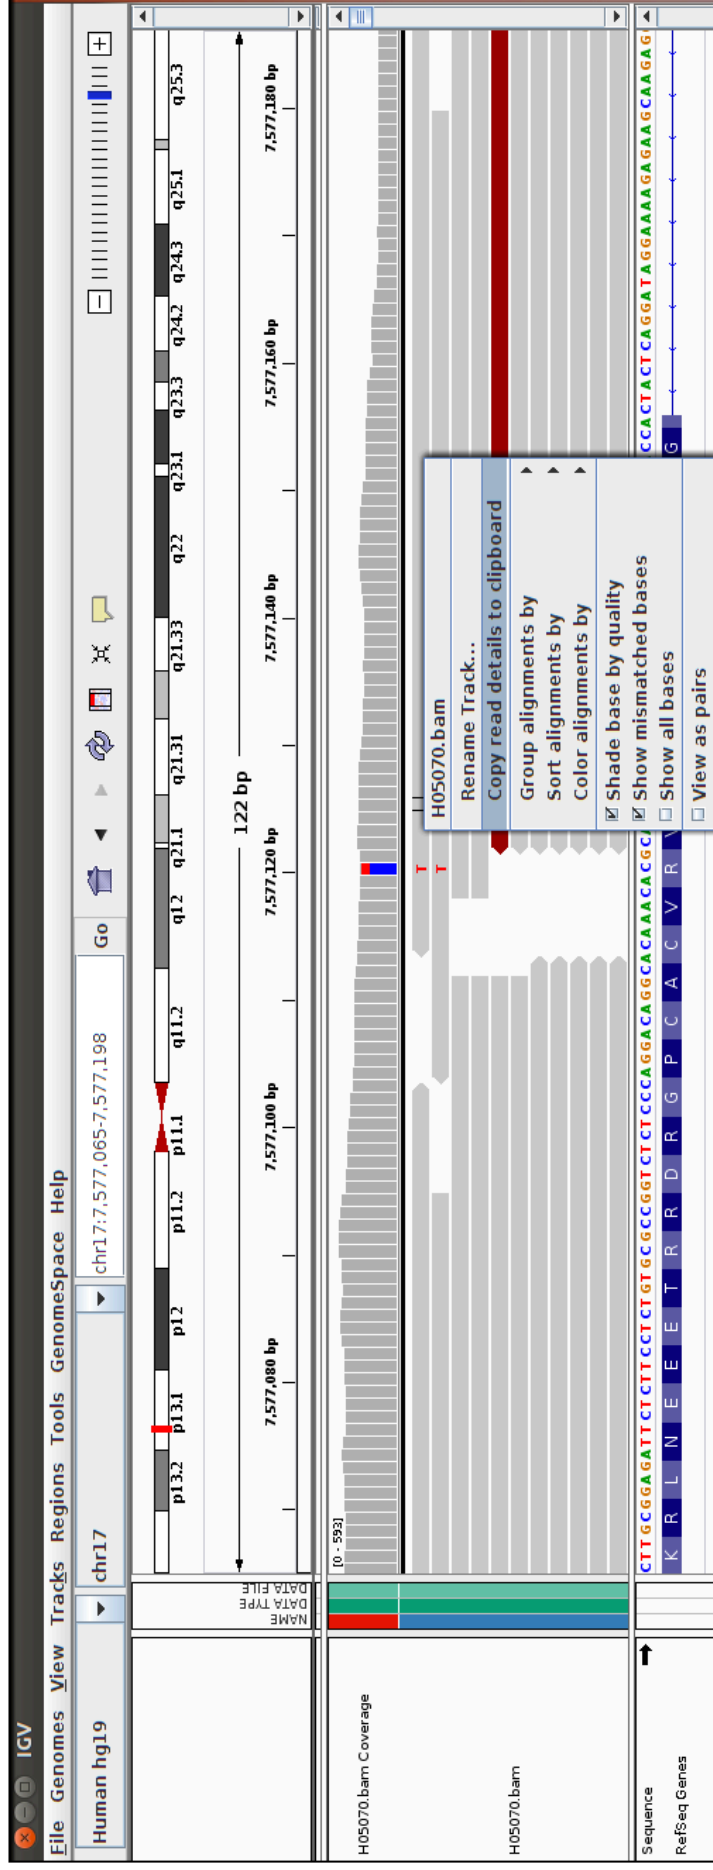 IGV
File Genomes View Tracks Regions Tools GenomeSpace Help
Human hg19 chr17 chr17:7,577,065-7,577,198 Go
NAME
DATA TYPE
DATA FILE
p13.2 p13.1 p12 p11.2 p11.1 q11.2 q12 q21.1 q21.31 q21.33 q22 q23.1 q23.3 q24.2 q24.3 q25.1 q25.3
122 bp
7,577,080 bp 7,577,100 bp 7,577,120 bp 7,577,140 bp 7,577,160 bp 7,577,180 bp
[0 - 593]
H05070.bam Coverage
T
T
H05070.bam
H05070.bam
Rename Track...
Copy read details to clipboard
Group alignments by
Sort alignments by
Color alignments by
Shade base by quality
Show mismatched bases
Show all bases
View as pairs
Sequence CTTGCGGAGATTCTCTTCCTCTGTGCGCCGGTCTCTCCCAGGACAGGCACAAACACGC CCACTACTCAGGATAGGAAAAGAGAAGCAAGAG
RefSeq Genes K R L N E E E T R R D R G P C A C V R G